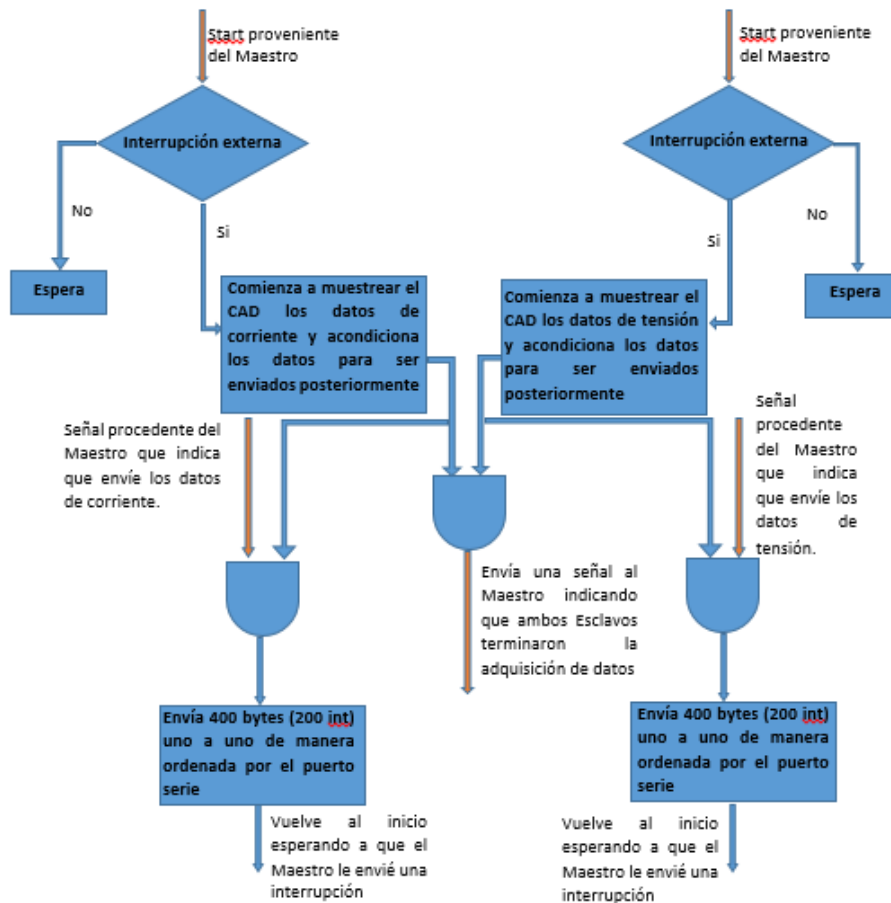 Start proveniente
del Maestro
Start proveniente
del Maestro
Interrupción externa
Interrupción externa
No
Si
Si
No
Espera
Espera
Comienza a muestrear el
CAD los datos de
corriente y acondiciona
los datos para ser
enviados posteriormente
Comienza a muestrear el
CAD los datos de tensión
y acondiciona los datos
para ser enviados
posteriormente
Señal procedente del
Maestro que indica
que envíe los datos
de corriente.
Señal
procedente
del Maestro
que indica
que envíe los
datos de
tensión.
Envía una señal al
Maestro indicando
que ambos Esclavos
terminaron la
adquisición de datos
Envía 400 bytes (200 int)
uno a uno de manera
ordenada por el puerto
serie
Envía 400 bytes (200 int)
uno a uno de manera
ordenada por el puerto
serie
Vuelve al inicio
esperando a que el
Maestro le envié una
interrupción
Vuelve al inicio
esperando a que el
Maestro le envié una
interrupción